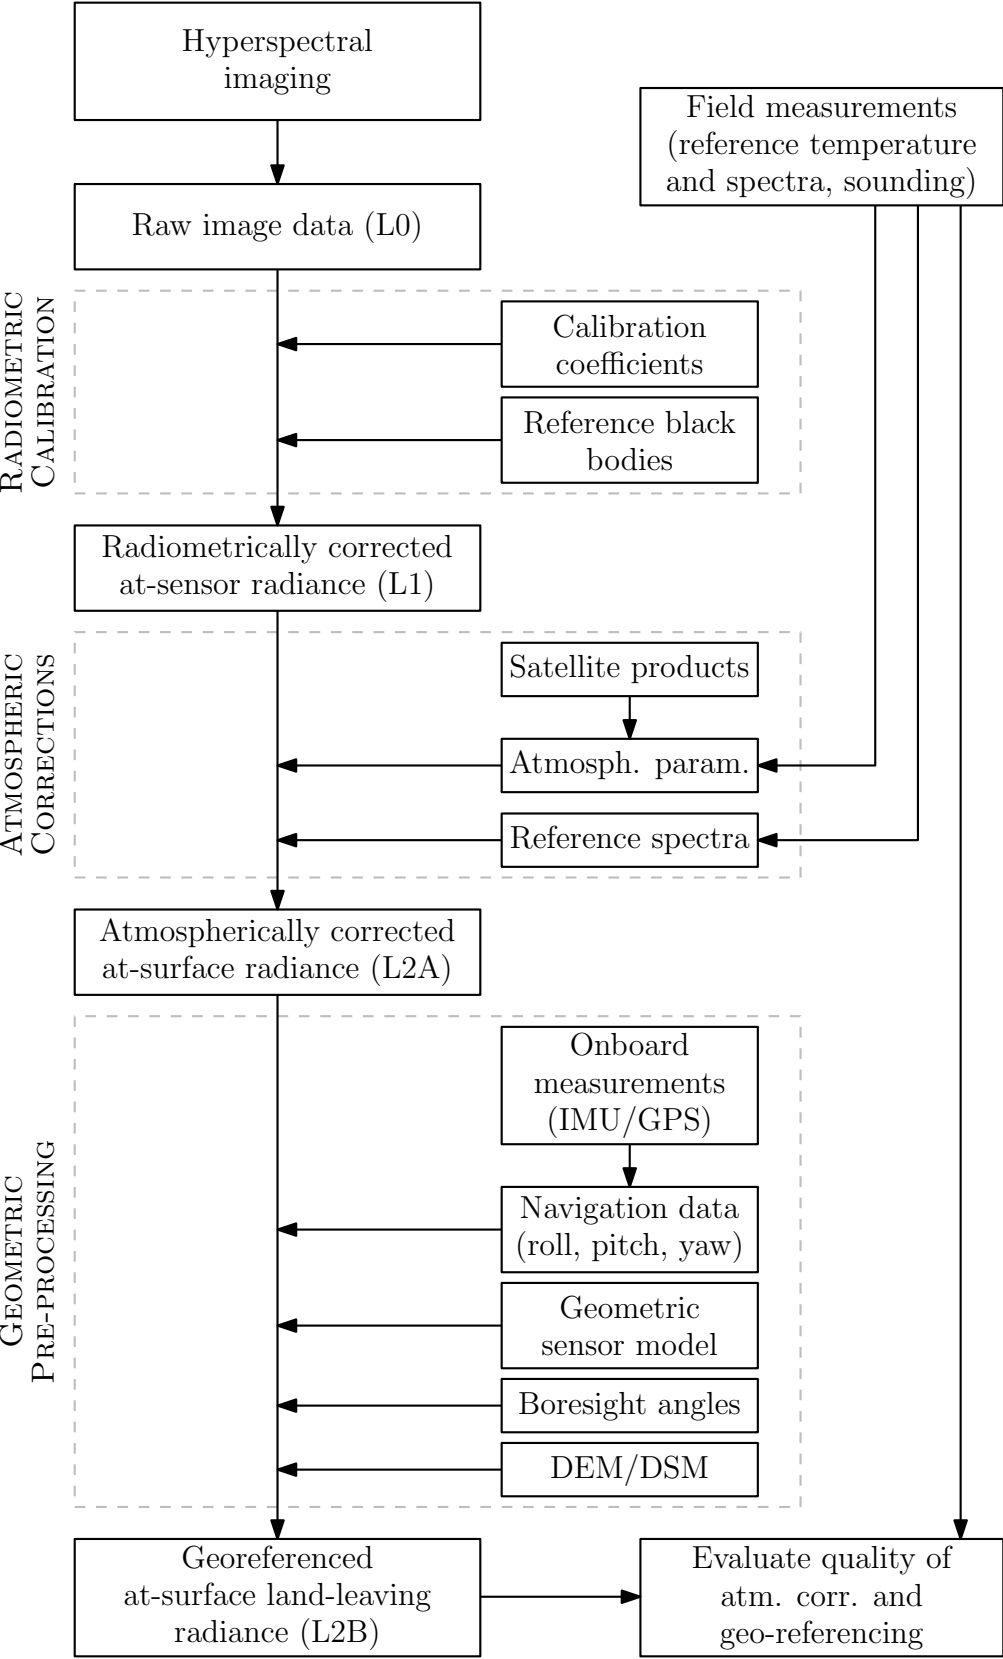 Hyperspectral
imaging
Field measurements
(reference temperature
and spectra, sounding)
Raw image data (L0)
RADIOMETRIC
CALIBRATION
Calibration
coefficients
Reference black
bodies
Radiometrically corrected
at-sensor radiance (L1)
ATMOSPHERIC
CORRECTIONS
Satellite products
Atmosph. param.
Reference spectra
Atmospherically corrected
at-surface radiance (L2A)
GEOMETRIC
PRE-PROCESSING
Onboard
measurements
(IMU/GPS)
Navigation data
(roll, pitch, yaw)
Geometric
sensor model
Boresight angles
DEM/DSM
Georeferenced
at-surface land-leaving
radiance (L2B)
Evaluate quality of
atm. corr. and
geo-referencing